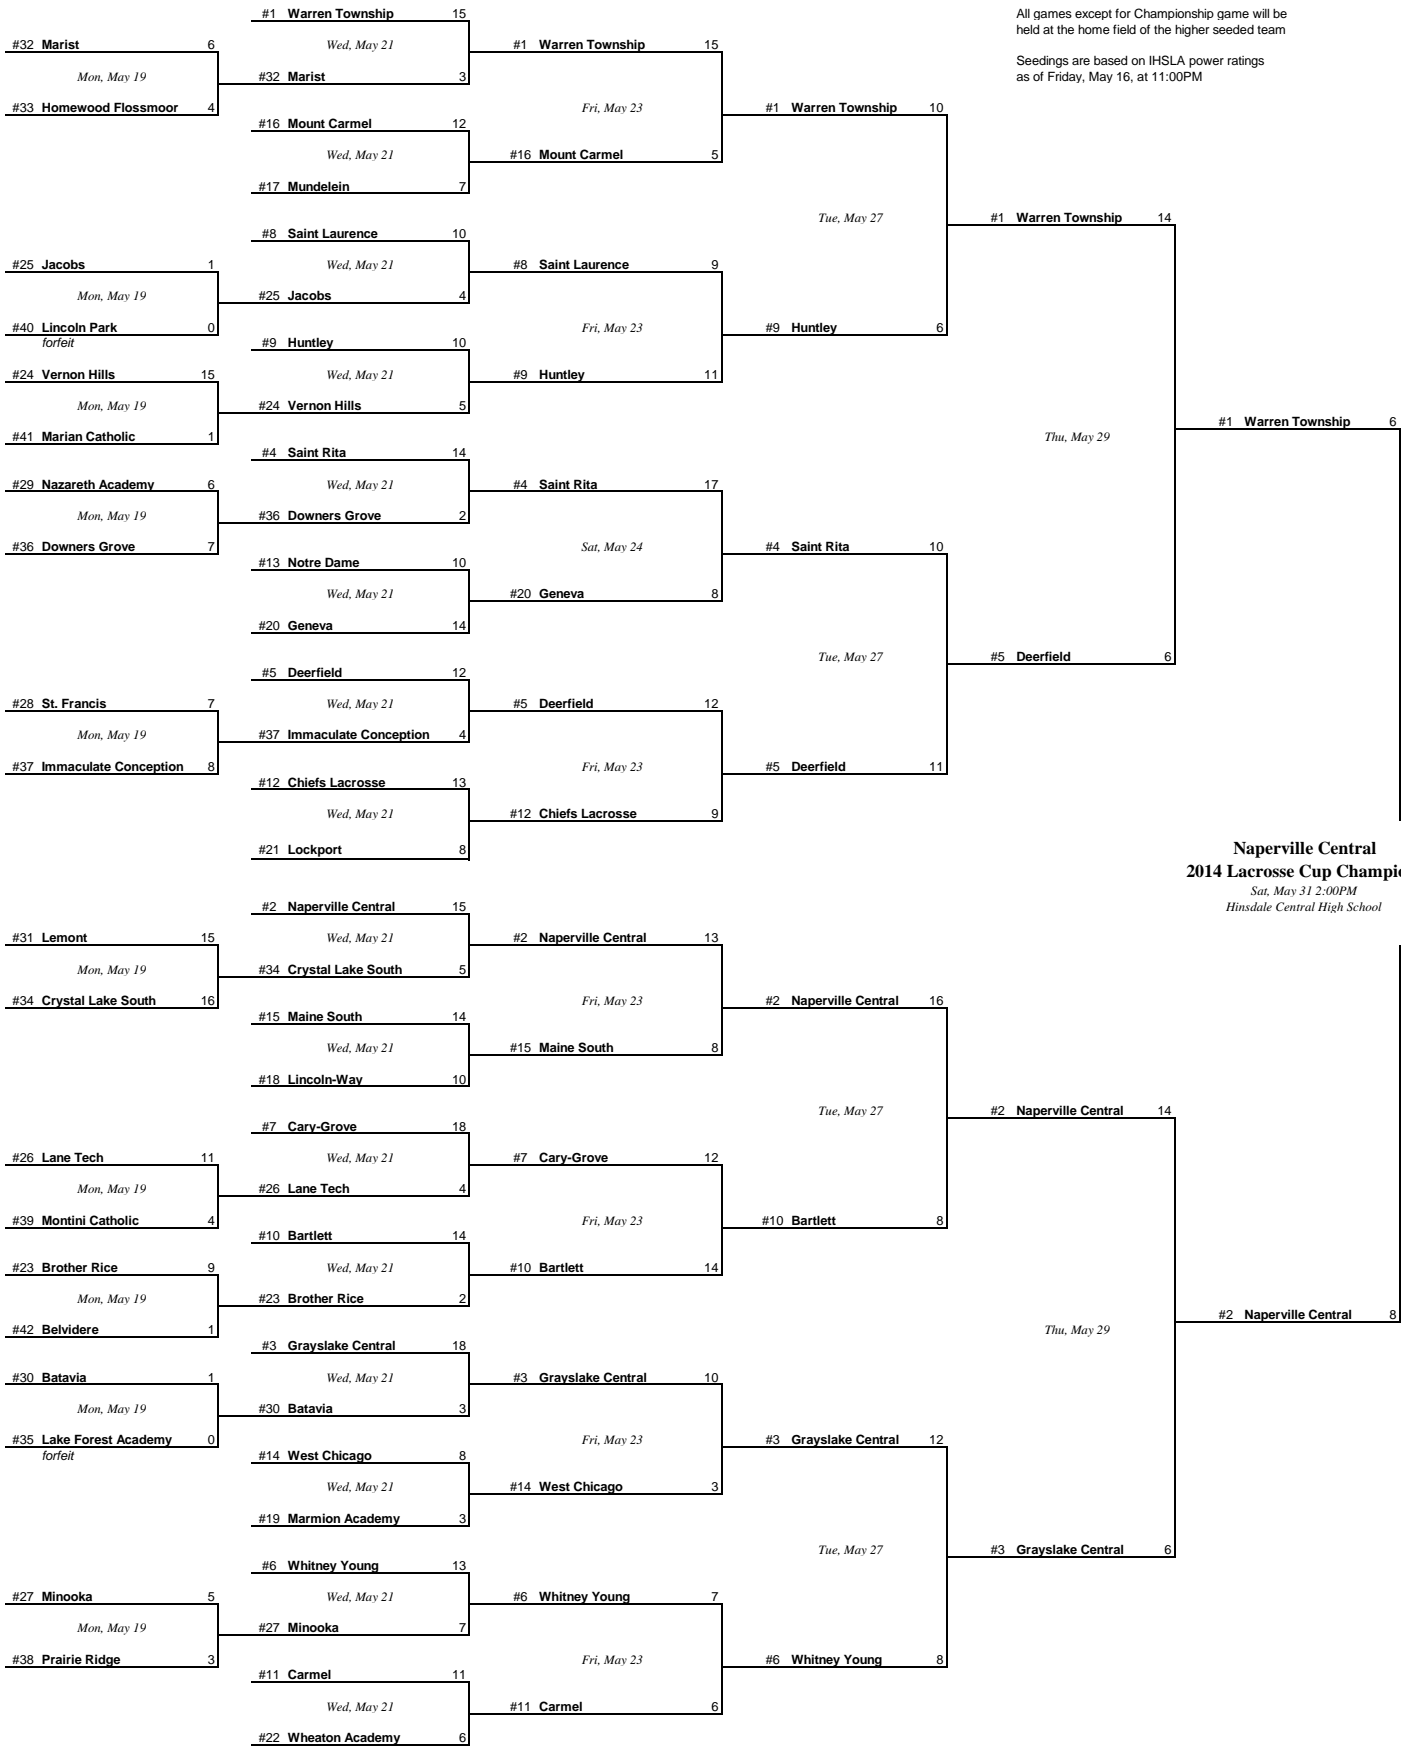 All games except for Championship game will be
held at the home field of the higher seeded team
Seedings are based on IHSLA power ratings
as of Friday, May 16, at 11:00PM
#32 Marist 6
Mon, May 19
#33 Homewood Flossmoor 4
#25 Jacobs 1
Mon, May 19
#40 Lincoln Park 0
forfeit
#24 Vernon Hills 15
Mon, May 19
#41 Marian Catholic 1
#29 Nazareth Academy 6
Mon, May 19
#36 Downers Grove 7
#28 St. Francis 7
Mon, May 19
#37 Immaculate Conception 8
#31 Lemont 15
Mon, May 19
#34 Crystal Lake South 16
#26 Lane Tech 11
Mon, May 19
#39 Montini Catholic 4
#23 Brother Rice 9
Mon, May 19
#42 Belvidere 1
#30 Batavia 1
Mon, May 19
#35 Lake Forest Academy 0
forfeit
#27 Minooka 5
Mon, May 19
#38 Prairie Ridge 3
#1 Warren Township 15
Wed, May 21
#32 Marist 3
#16 Mount Carmel 12
Wed, May 21
#17 Mundelein 7
#8 Saint Laurence 10
Wed, May 21
#25 Jacobs 4
#9 Huntley 10
Wed, May 21
#24 Vernon Hills 5
#4 Saint Rita 14
Wed, May 21
#36 Downers Grove 2
#13 Notre Dame 10
Wed, May 21
#20 Geneva 14
#5 Deerfield 12
Wed, May 21
#37 Immaculate Conception 4
#12 Chiefs Lacrosse 13
Wed, May 21
#21 Lockport 8
#2 Naperville Central 15
Wed, May 21
#34 Crystal Lake South 5
#15 Maine South 14
Wed, May 21
#18 Lincoln-Way 10
#7 Cary-Grove 18
Wed, May 21
#26 Lane Tech 4
#10 Bartlett 14
Wed, May 21
#23 Brother Rice 2
#3 Grayslake Central 18
Wed, May 21
#30 Batavia 3
#14 West Chicago 8
Wed, May 21
#19 Marmion Academy 3
#6 Whitney Young 13
Wed, May 21
#27 Minooka 7
#11 Carmel 11
Wed, May 21
#22 Wheaton Academy 6
#1 Warren Township 15
Fri, May 23
#16 Mount Carmel 5
#8 Saint Laurence 9
Fri, May 23
#9 Huntley 11
#4 Saint Rita 17
Sat, May 24
#20 Geneva 8
#5 Deerfield 12
Fri, May 23
#12 Chiefs Lacrosse 9
#2 Naperville Central 13
Fri, May 23
#15 Maine South 8
#7 Cary-Grove 12
Fri, May 23
#10 Bartlett 14
#3 Grayslake Central 10
Fri, May 23
#14 West Chicago 3
#6 Whitney Young 7
Fri, May 23
#11 Carmel 6
#1 Warren Township 10
Tue, May 27
#9 Huntley 6
#4 Saint Rita 10
Tue, May 27
#5 Deerfield 11
#2 Naperville Central 16
Tue, May 27
#10 Bartlett 8
#3 Grayslake Central 12
Tue, May 27
#6 Whitney Young 8
#1 Warren Township 14
Thu, May 29
#5 Deerfield 6
#2 Naperville Central 14
Thu, May 29
#3 Grayslake Central 6
#1 Warren Township 6
Naperville Central
2014 Lacrosse Cup Champio
Sat, May 31 2:00PM
Hinsdale Central High School
#2 Naperville Central 8